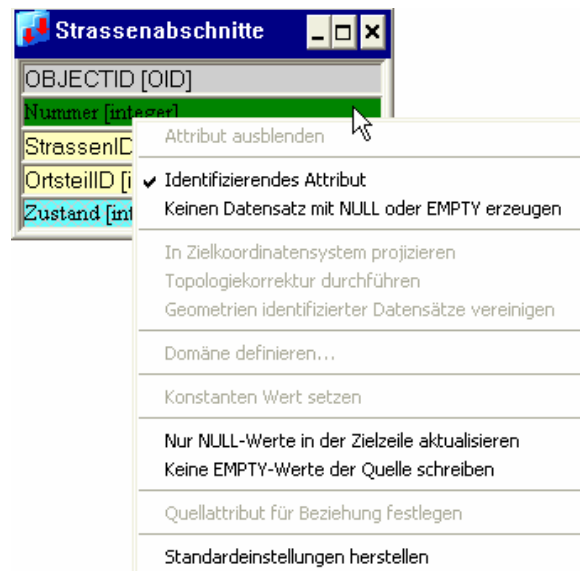 Strassenabschnitte
OBJECTID [OID]
Nummer [integer]
StrassenID
OrtsteilID [i
Zustand [int
Attribut ausblenden
Identifizierendes Attribut
Keinen Datensatz mit NULL oder EMPTY erzeugen
In Zielkoordinatensystem projizieren
Topologiekorrektur durchführen
Geometrien identifizierter Datensätze vereinigen
Domäne definieren...
Konstanten Wert setzen
Nur NULL-Werte in der Zielzeile aktualisieren
Keine EMPTY-Werte der Quelle schreiben
Quellattribut für Beziehung festlegen
Standardeinstellungen herstellen